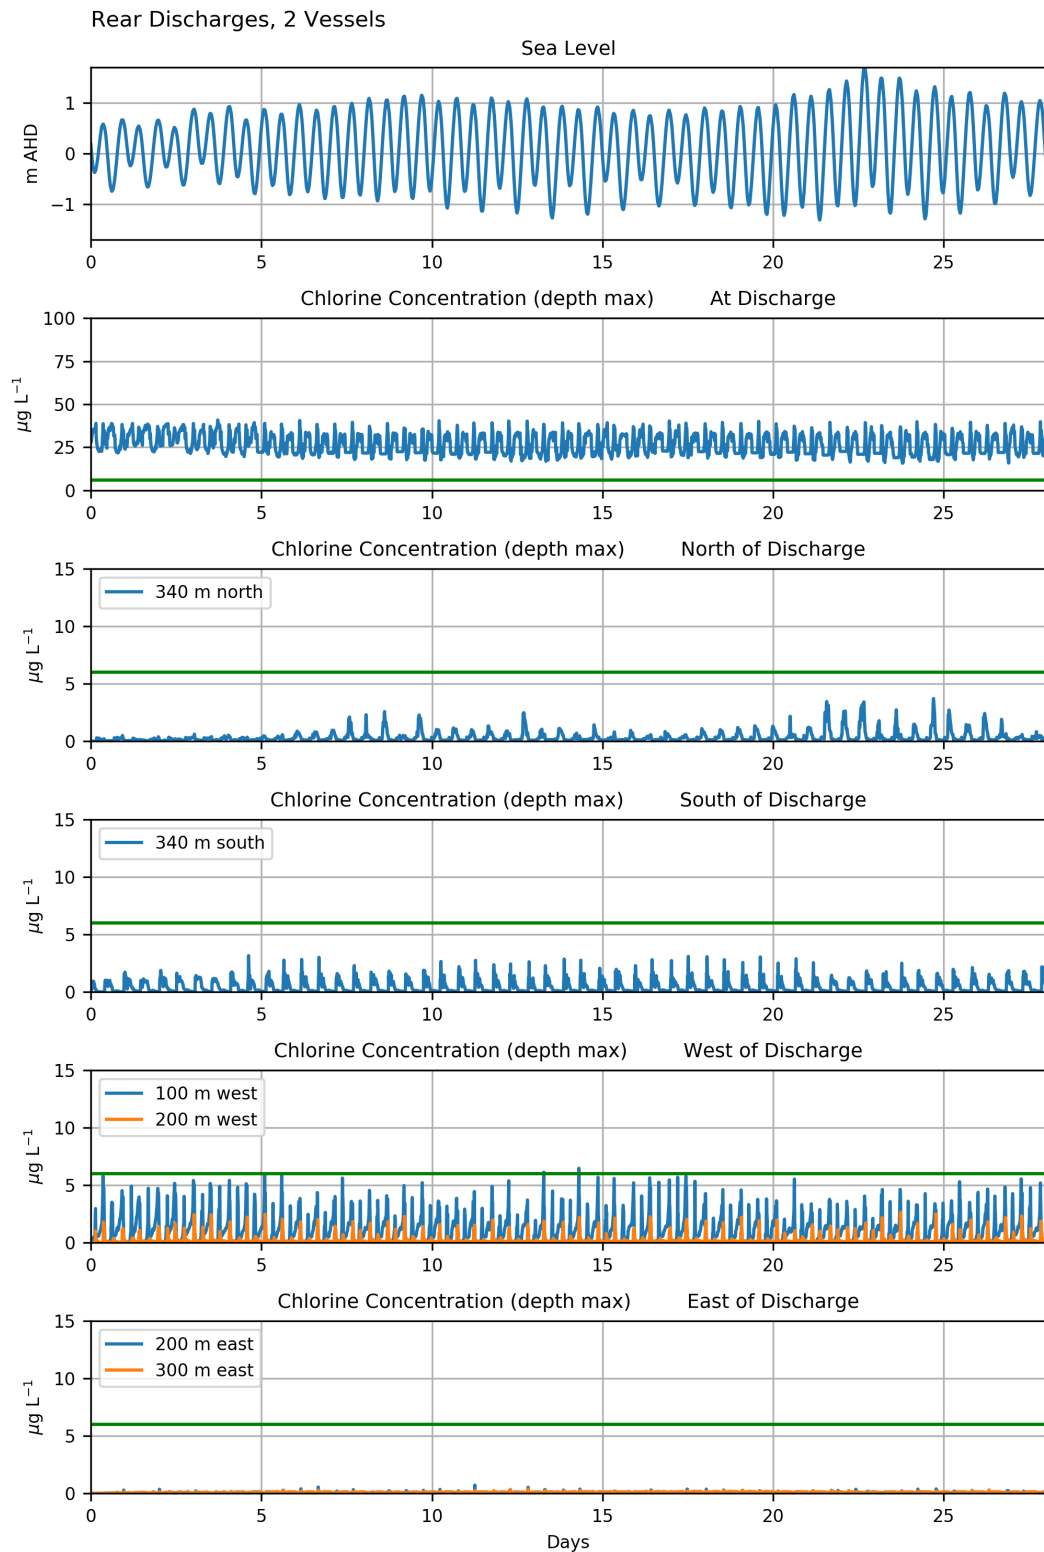 Rear Discharges, 2 Vessels
Sea Level
m AHD
1
0
−1
0 5 10 15 20 25
Chlorine Concentration (depth max) At Discharge
μg L⁻¹
100
75
50
25
0
0 5 10 15 20 25
Chlorine Concentration (depth max) North of Discharge
μg L⁻¹
15
10
5
0
340 m north
0 5 10 15 20 25
Chlorine Concentration (depth max) South of Discharge
μg L⁻¹
15
10
5
0
340 m south
0 5 10 15 20 25
Chlorine Concentration (depth max) West of Discharge
μg L⁻¹
15
10
5
0
100 m west
200 m west
0 5 10 15 20 25
Chlorine Concentration (depth max) East of Discharge
μg L⁻¹
15
10
5
0
200 m east
300 m east
0 5 10 15 20 25
Days